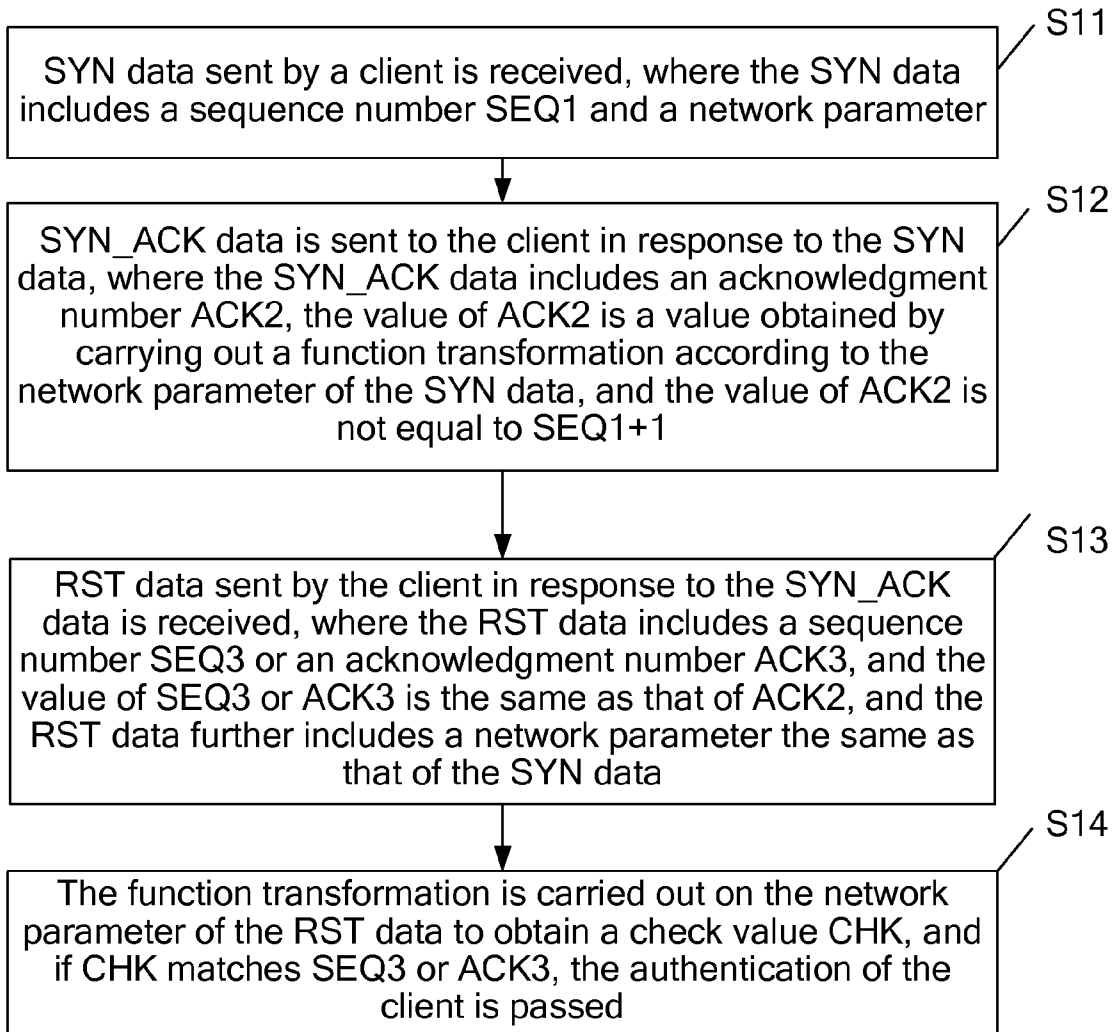 S11
SYN data sent by a client is received, where the SYN data
includes a sequence number SEQ1 and a network parameter
S12
SYN_ACK data is sent to the client in response to the SYN
data, where the SYN_ACK data includes an acknowledgment
number ACK2, the value of ACK2 is a value obtained by
carrying out a function transformation according to the
network parameter of the SYN data, and the value of ACK2 is
not equal to SEQ1+1
S13
RST data sent by the client in response to the SYN_ACK
data is received, where the RST data includes a sequence
number SEQ3 or an acknowledgment number ACK3, and the
value of SEQ3 or ACK3 is the same as that of ACK2, and the
RST data further includes a network parameter the same as
that of the SYN data
S14
The function transformation is carried out on the network
parameter of the RST data to obtain a check value CHK, and
if CHK matches SEQ3 or ACK3, the authentication of the
client is passed